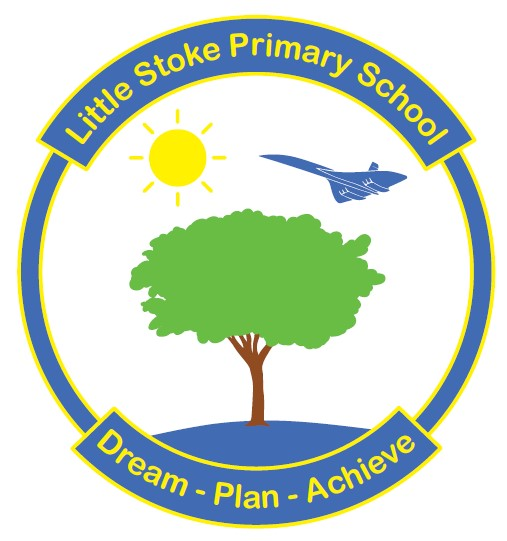 Little Stoke Primary School
Dream - Plan - Achieve